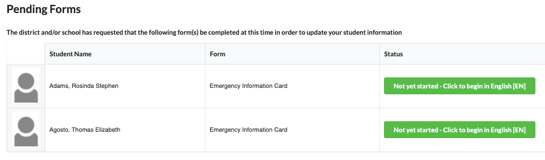 Pending Forms
The district and/or school has requested that the following form(s) be completed at this time in order to update your student information
Student Name Form Status
Adams, Rosinda Stephen Emergency Information Card Not yet started - Click to begin in English [EN]
Agosto, Thomas Elizabeth Emergency Information Card Not yet started - Click to begin in English [EN]